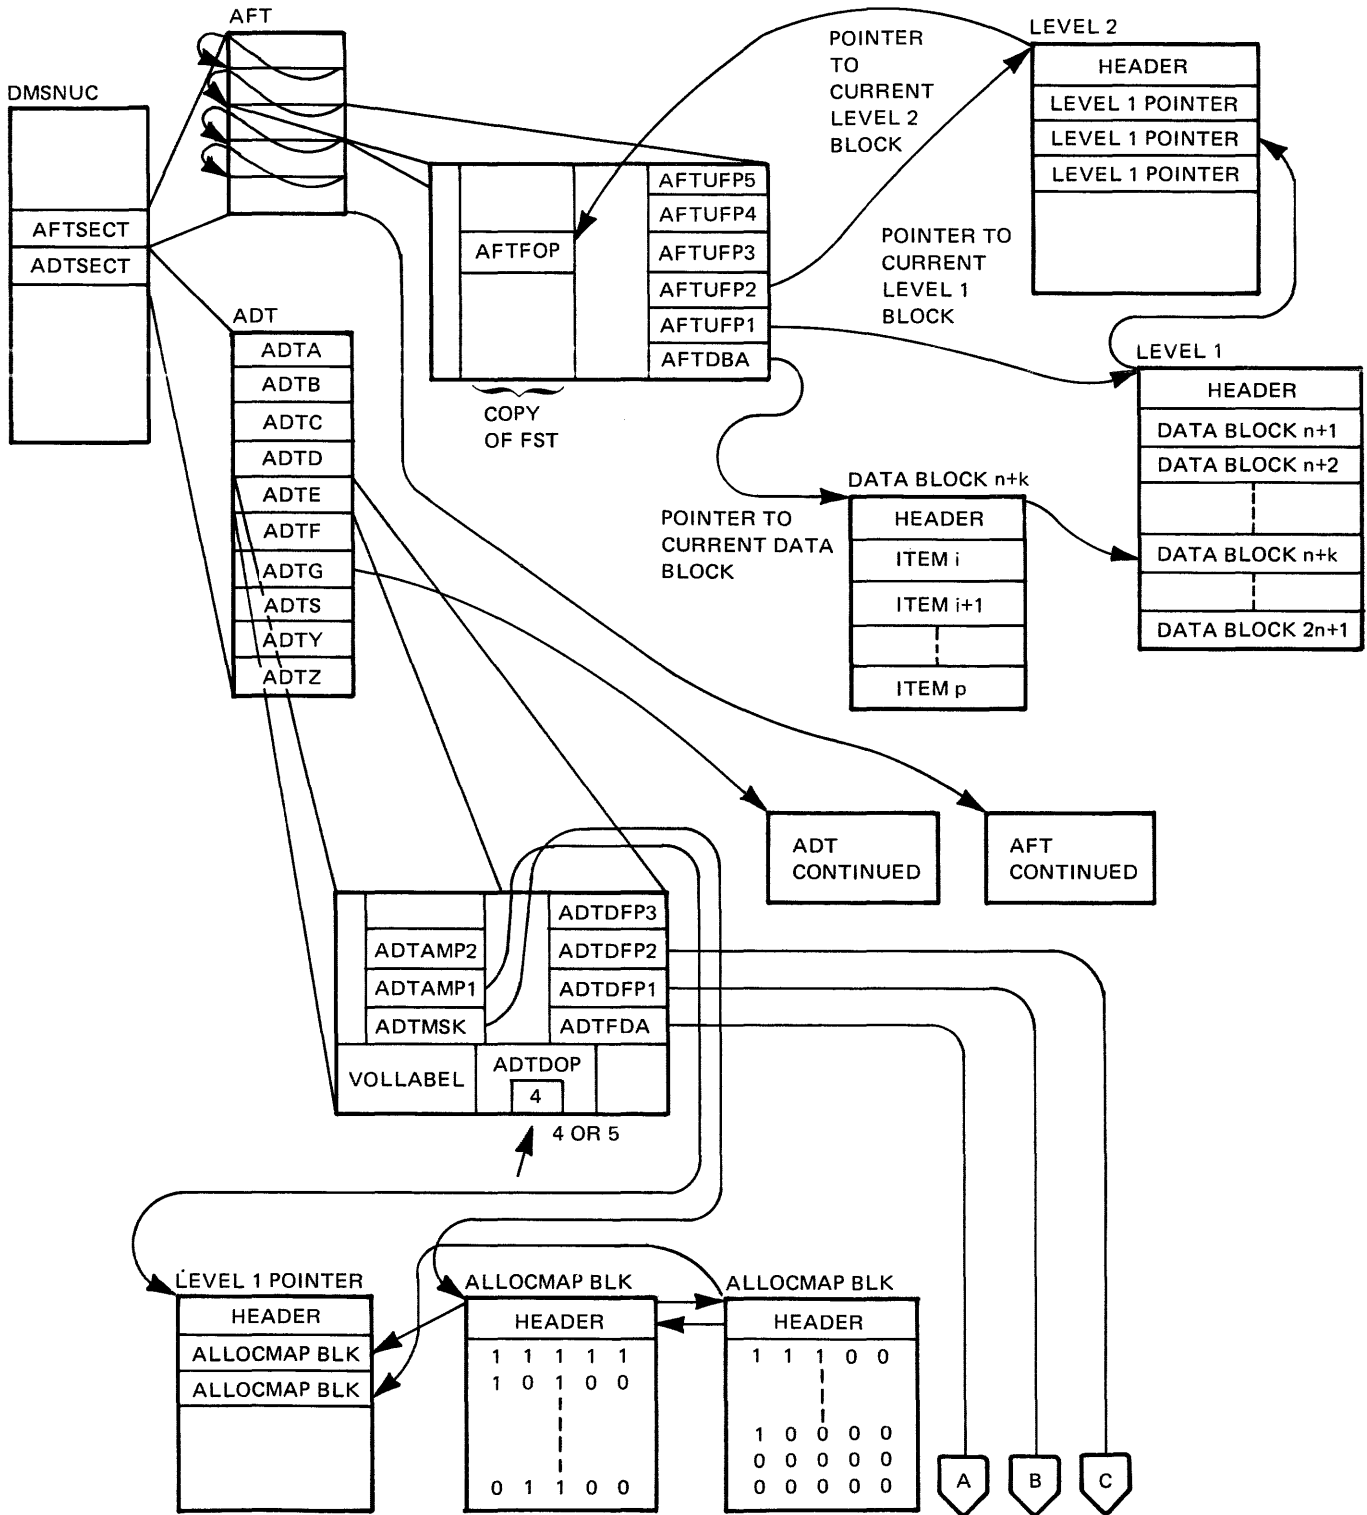 AFT
DMSNUC
AFTSECT
ADTSECT
POINTER
TO
CURRENT
LEVEL 2
BLOCK
LEVEL 2
HEADER
LEVEL 1 POINTER
LEVEL 1 POINTER
LEVEL 1 POINTER
AFTFOP
AFTUFP5
AFTUFP4
AFTUFP3
AFTUFP2
AFTUFP1
AFTDBA
COPY
OF FST
POINTER TO
CURRENT
LEVEL 1
BLOCK
LEVEL 1
HEADER
DATA BLOCK n+1
DATA BLOCK n+2
DATA BLOCK n+k
DATA BLOCK 2n+1
ADT
ADTA
ADTB
ADTC
ADTD
ADTE
ADTF
ADTG
ADTS
ADTY
ADTZ
POINTER TO
CURRENT DATA
BLOCK
DATA BLOCK n+k
HEADER
ITEM i
ITEM i+1
ITEM p
ADT
CONTINUED
AFT
CONTINUED
ADTAMP2
ADTAMP1
ADTMSK
ADTDFP3
ADTDFP2
ADTDFP1
ADTFDA
VOLLABEL
ADTDOP
4
4 OR 5
LEVEL 1 POINTER
HEADER
ALLOCMAP BLK
ALLOCMAP BLK
ALLOCMAP BLK
HEADER
1 1 1 1 1
1 0 1 0 0
0 1 1 0 0
ALLOCMAP BLK
HEADER
1 1 1 0 0
1 0 0 0 0
0 0 0 0 0
0 0 0 0 0
A
B
C